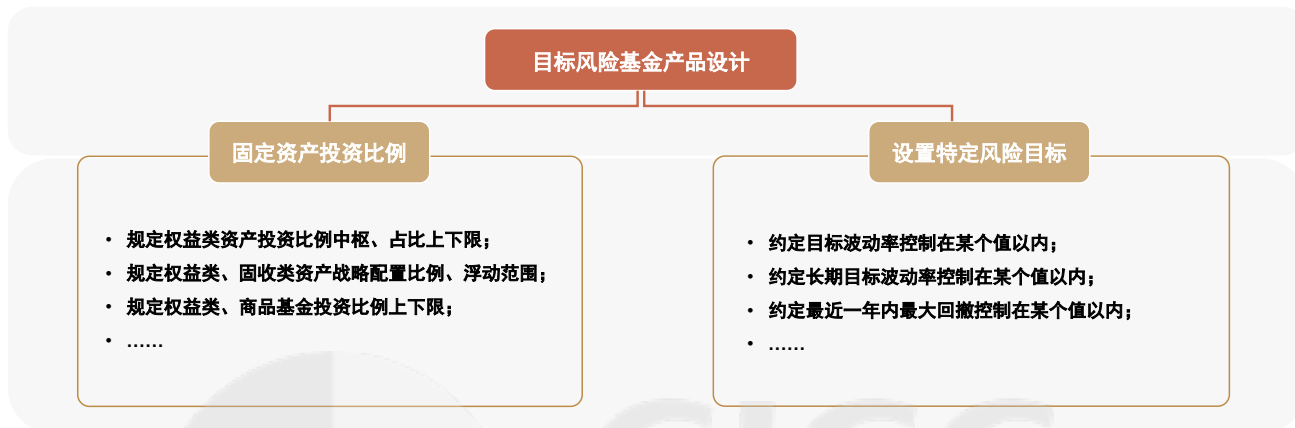 目标风险基金产品设计
固定资产投资比例
• 规定权益类资产投资比例中枢、占比上下限；
• 规定权益类、固收类资产战略配置比例、浮动范围；
• 规定权益类、商品基金投资比例上下限；
• ……
设置特定风险目标
• 约定目标波动率控制在某个值以内；
• 约定长期目标波动率控制在某个值以内；
• 约定最近一年内最大回撤控制在某个值以内；
• ……